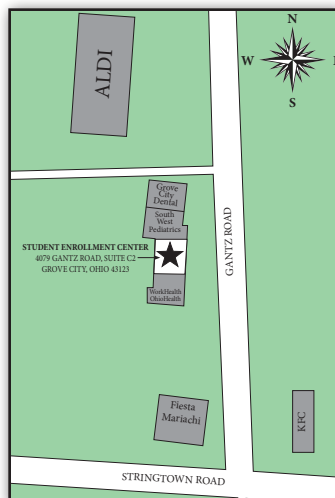 N
W
S
ALDI
Grove
City
Dental
South
West
Pediatrics
STUDENT ENROLLMENT CENTER
4079 GANTZ ROAD, SUITE C2
GROVE CITY, OHIO 43123
WorkHealth
OhioHealth
GANTZ ROAD
Fiesta
Mariachi
KFC
STRINGTOWN ROAD